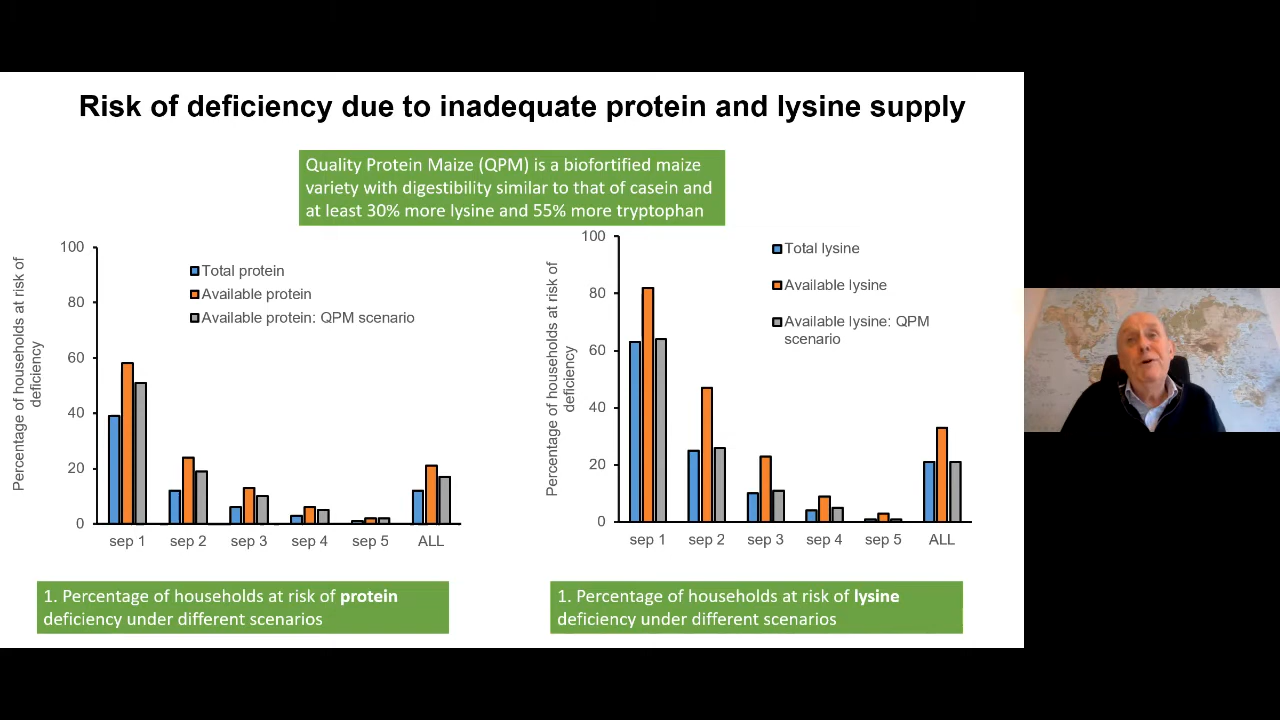 Risk of deficiency due to inadequate protein and lysine supply
Quality Protein Maize (QPM) is a biofortified maize
variety with digestibility similar to that of casein and
at least 30% more lysine and 55% more tryptophan
Percentage of households at risk of
deficiency
100
80
60
40
20
0
Total protein
Available protein
Available protein: QPM scenario
sep 1
sep 2
sep 3
sep 4
sep 5
ALL
1. Percentage of households at risk of protein
deficiency under different scenarios
Percentage of households at risk of
deficiency
100
80
60
40
20
0
Total lysine
Available lysine
Available lysine: QPM
scenario
sep 1
sep 2
sep 3
sep 4
sep 5
ALL
1. Percentage of households at risk of lysine
deficiency under different scenarios